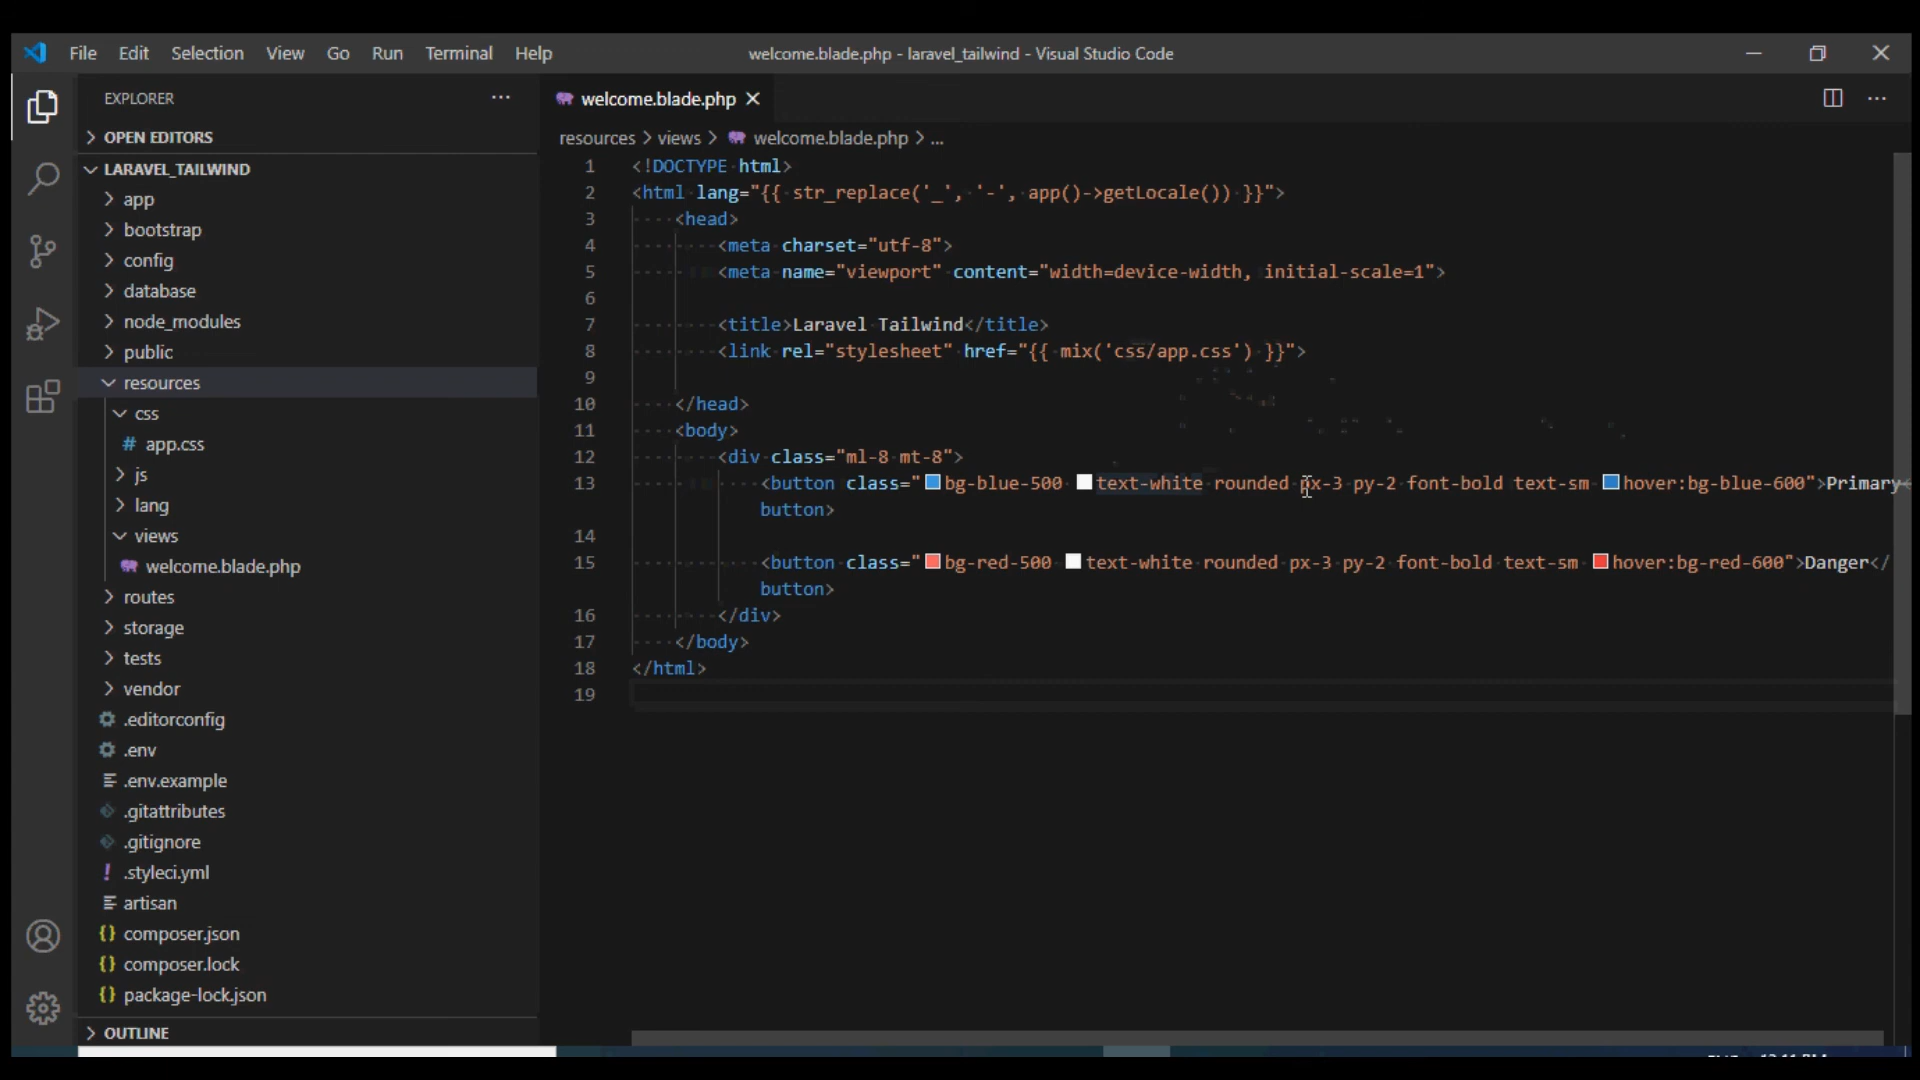 File Edit Selection View Go Run Terminal Help
welcome.blade.php - laravel_tailwind - Visual Studio Code
EXPLORER
OPEN EDITORS
LARAVEL_TAILWIND
app
bootstrap
config
database
node_modules
public
resources
css
# app.css
js
lang
views
welcome.blade.php
routes
storage
tests
vendor
.editorconfig
.env
.env.example
.gitattributes
.gitignore
! .styleci.yml
artisan
{} composer.json
{} composer.lock
{} package-lock.json
OUTLINE
welcome.blade.php
resources > views > welcome.blade.php > ...
1 <!DOCTYPE html>
2 <html lang="{{ str_replace('_', '-', app()->getLocale()) }}">
3 <head>
4 <meta charset="utf-8">
5 <meta name="viewport" content="width=device-width, initial-scale=1">
6
7 <title>Laravel Tailwind</title>
8 <link rel="stylesheet" href="{{ mix('css/app.css') }}">
9
10 </head>
11 <body>
12 <div class="ml-8 mt-8">
13 <button class="bg-blue-500 text-white rounded px-3 py-2 font-bold text-sm hover:bg-blue-600">Primary<
button>
14
15 <button class="bg-red-500 text-white rounded px-3 py-2 font-bold text-sm hover:bg-red-600">Danger</
button>
16 </div>
17 </body>
18 </html>
19